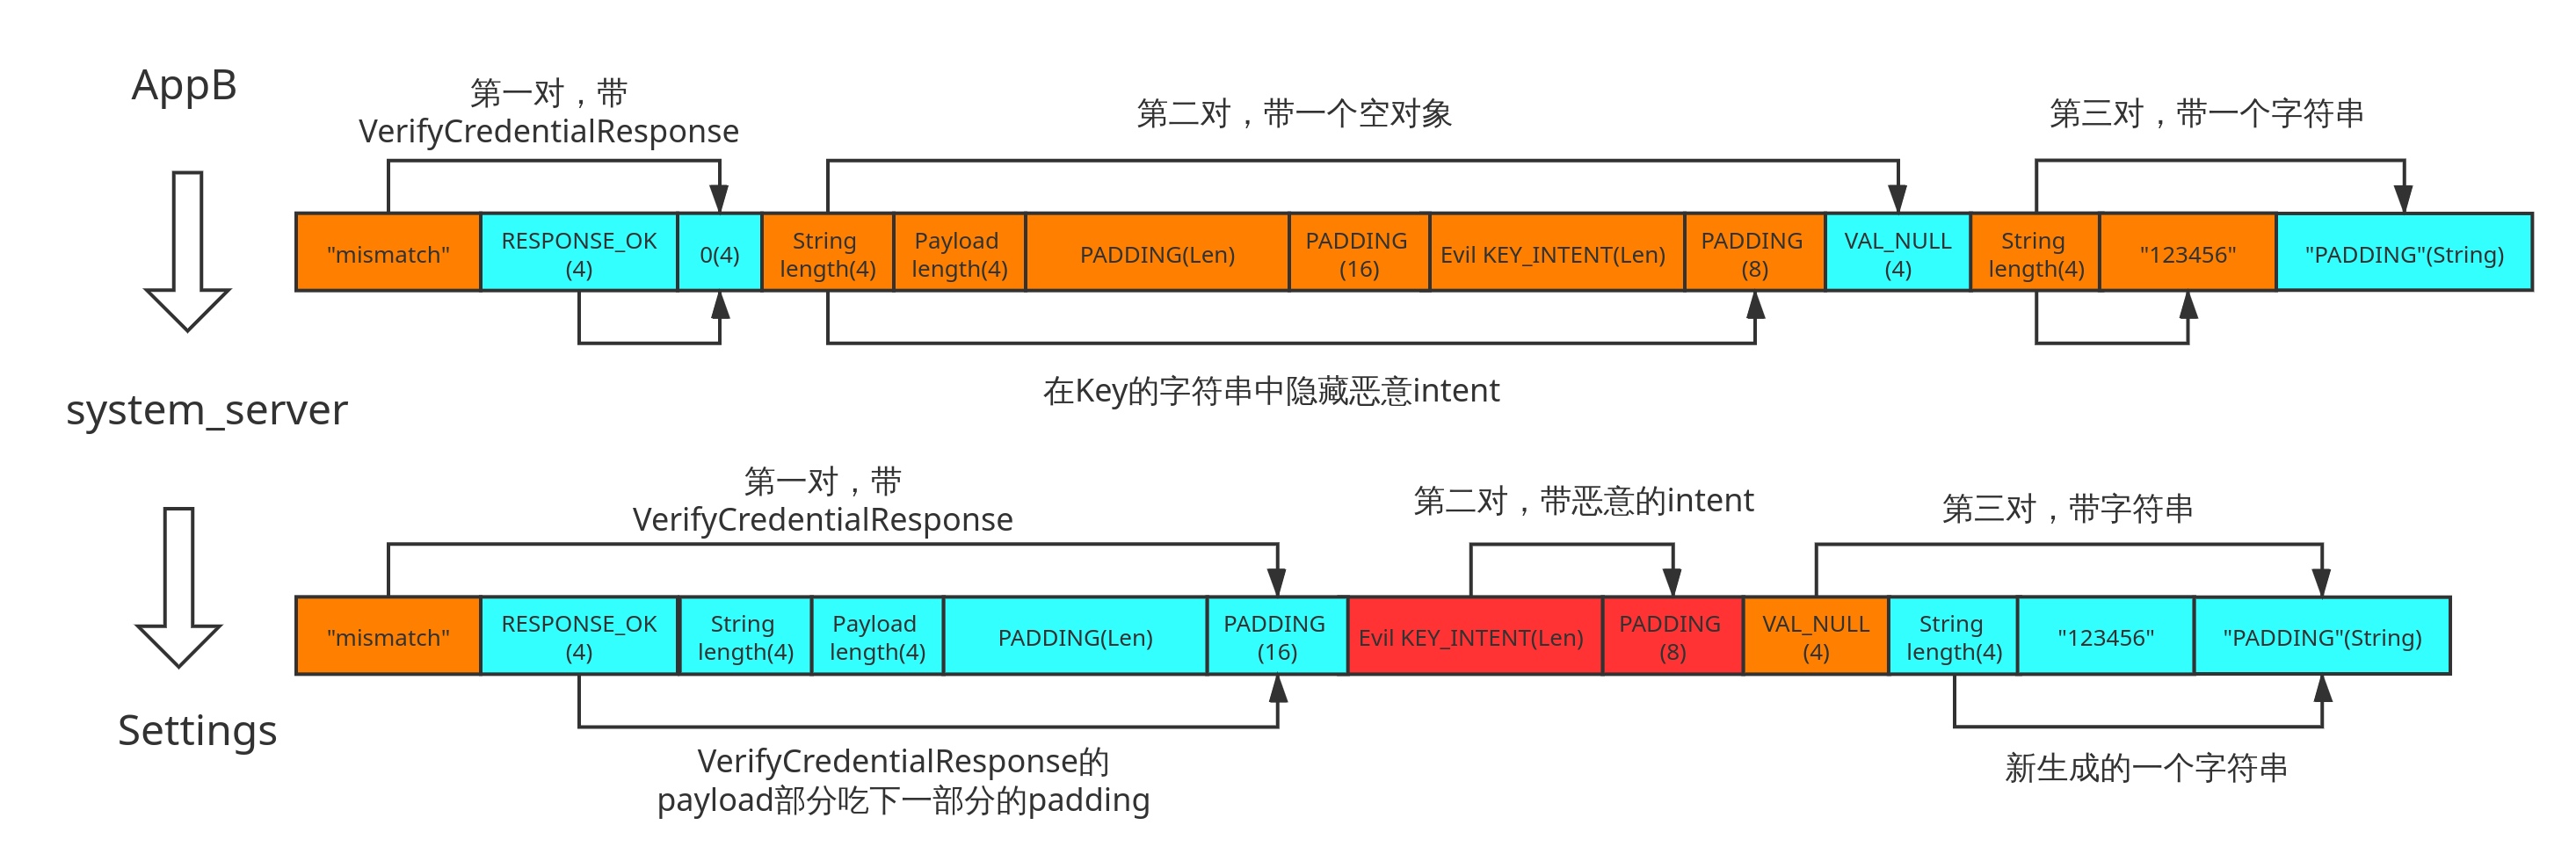 AppB
第一对，带
VerifyCredentialResponse
第二对，带一个空对象
第三对，带一个字符串
"mismatch"
RESPONSE_OK
(4)
0(4)
String
length(4)
Payload
length(4)
PADDING(Len)
PADDING
(16)
Evil KEY_INTENT(Len)
PADDING
(8)
VAL_NULL
(4)
String
length(4)
"123456"
"PADDING"(String)
在Key的字符串中隐藏恶意intent
system_server
第一对，带
VerifyCredentialResponse
第二对，带恶意的intent
第三对，带字符串
"mismatch"
RESPONSE_OK
(4)
String
length(4)
Payload
length(4)
PADDING(Len)
PADDING
(16)
Evil KEY_INTENT(Len)
PADDING
(8)
VAL_NULL
(4)
String
length(4)
"123456"
"PADDING"(String)
Settings
VerifyCredentialResponse的
payload部分吃下一部分的padding
新生成的一个字符串